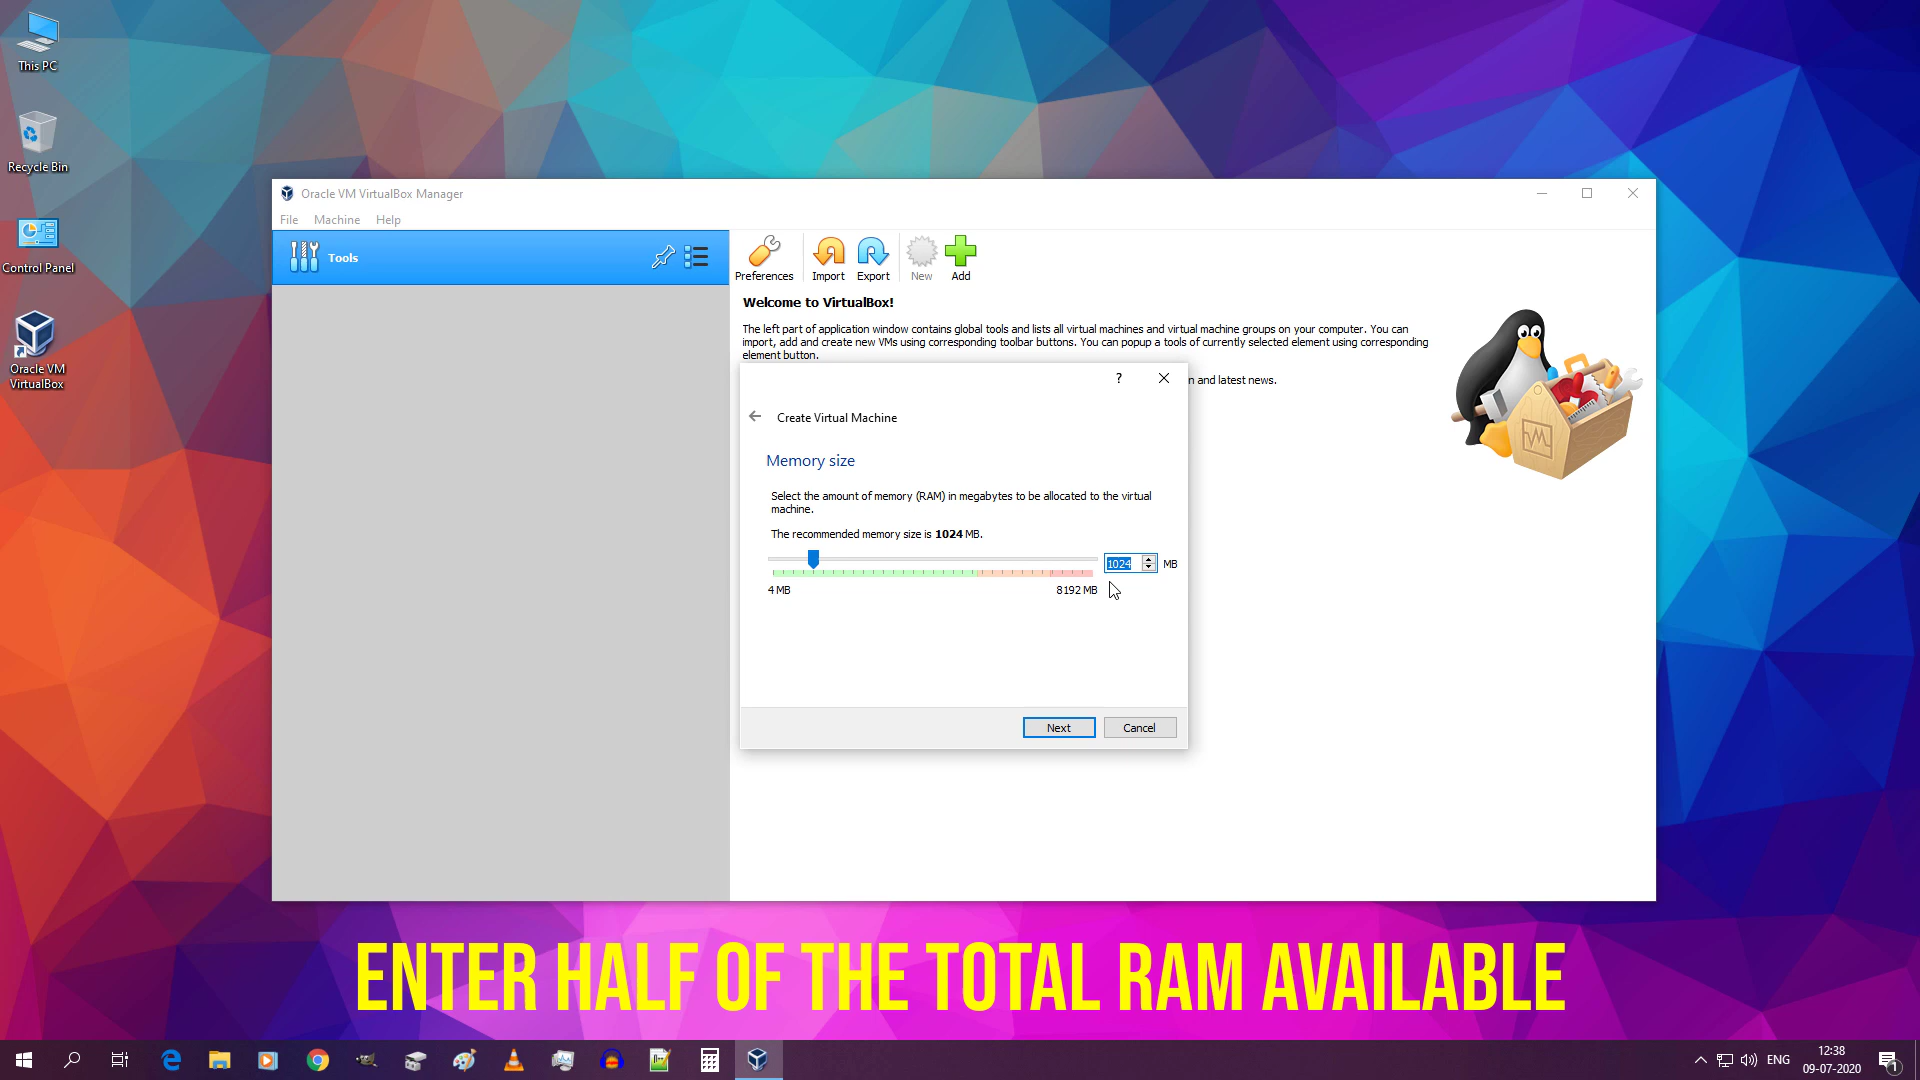 This PC
Recycle Bin
Control Panel
Oracle VM
VirtualBox
Oracle VM VirtualBox Manager
File Machine Help
Tools
Preferences Import Export New Add
Welcome to VirtualBox!
The left part of application window contains global tools and lists all virtual machines and virtual machine groups on your computer. You can
import, add and create new VMs using corresponding toolbar buttons. You can popup a tools of currently selected element using corresponding
element button.
n and latest news.
?
Create Virtual Machine
Memory size
Select the amount of memory (RAM) in megabytes to be allocated to the virtual
machine.
The recommended memory size is 1024 MB.
1024 MB
4 MB 8192 MB
Next Cancel
ENTER HALF OF THE TOTAL RAM AVAILABLE
ENG
12:38
09-07-2020
1